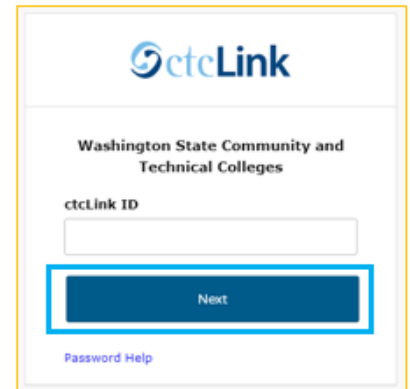 ctcLink
Washington State Community and
Technical Colleges
ctcLink ID
Next
Password Help